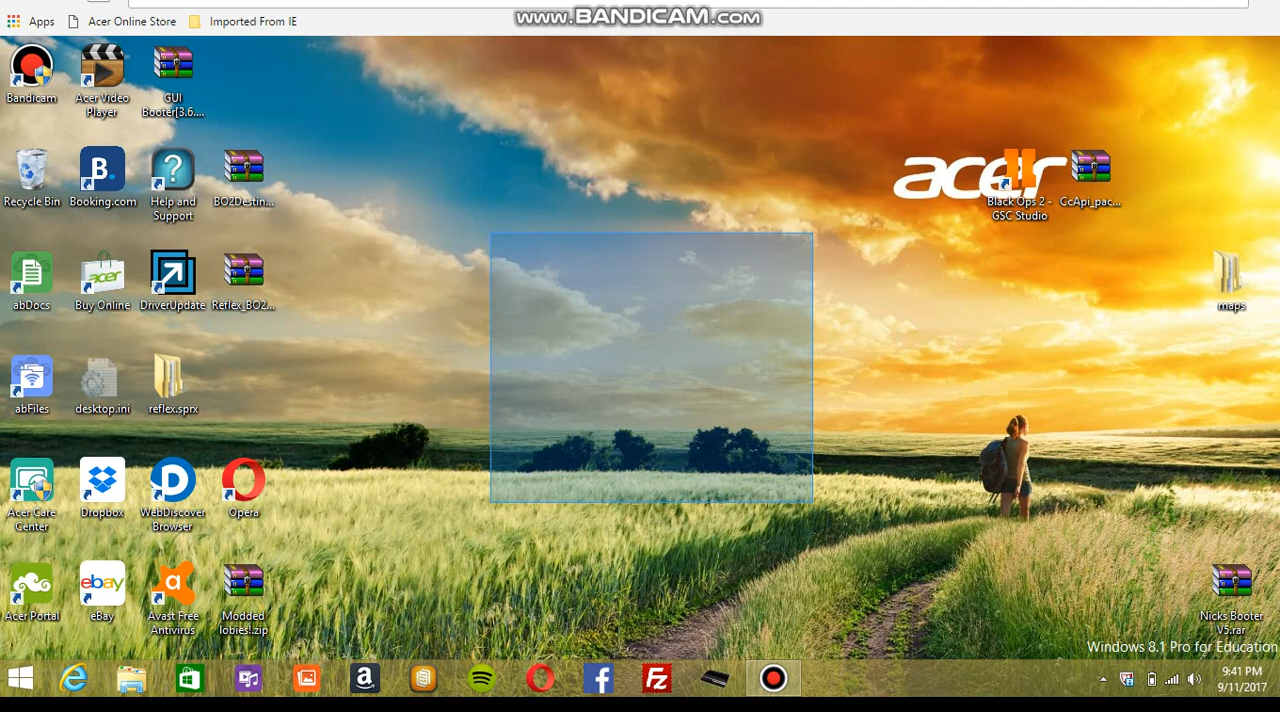 Apps
Acer Online Store
Imported From IE
www.BANDICAM.com
Bandicam
Acer Video
Player
GUI
Booter[3.6....
Recycle Bin
B.
Booking.com
?
Help and
Support
BO2Destin...
acer
Black Ops 2 -
GSC Studio
CcApi_pac...
abDocs
acer
Buy Online
DriverUpdate
Reflex_BO2...
maps
abFiles
desktop.ini
reflex.sprx
Acer Care
Center
Dropbox
WebDiscover
Browser
Opera
Acer Portal
ebay
eBay
a
Avast Free
Antivirus
Modded
lobies!.zip
Nicks Booter
V5.rar
Windows 8.1 Pro for Education
9:41 PM
9/11/2017